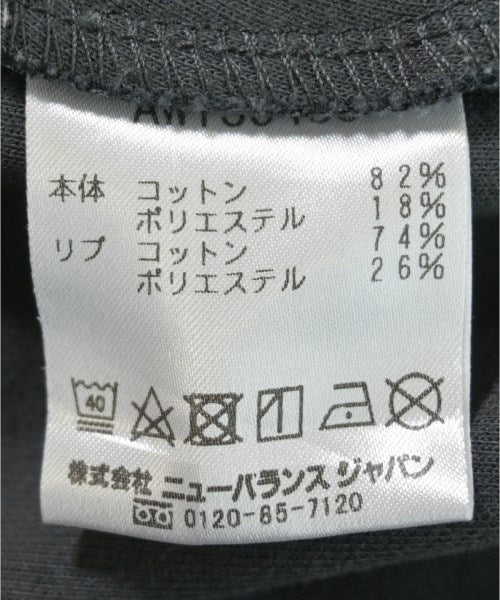 本体 コットン 82%
ポリエステル 18%
リブ コットン 74%
ポリエステル 26%
40
株式会社 ニューバランス ジャパン
0120-85-7120